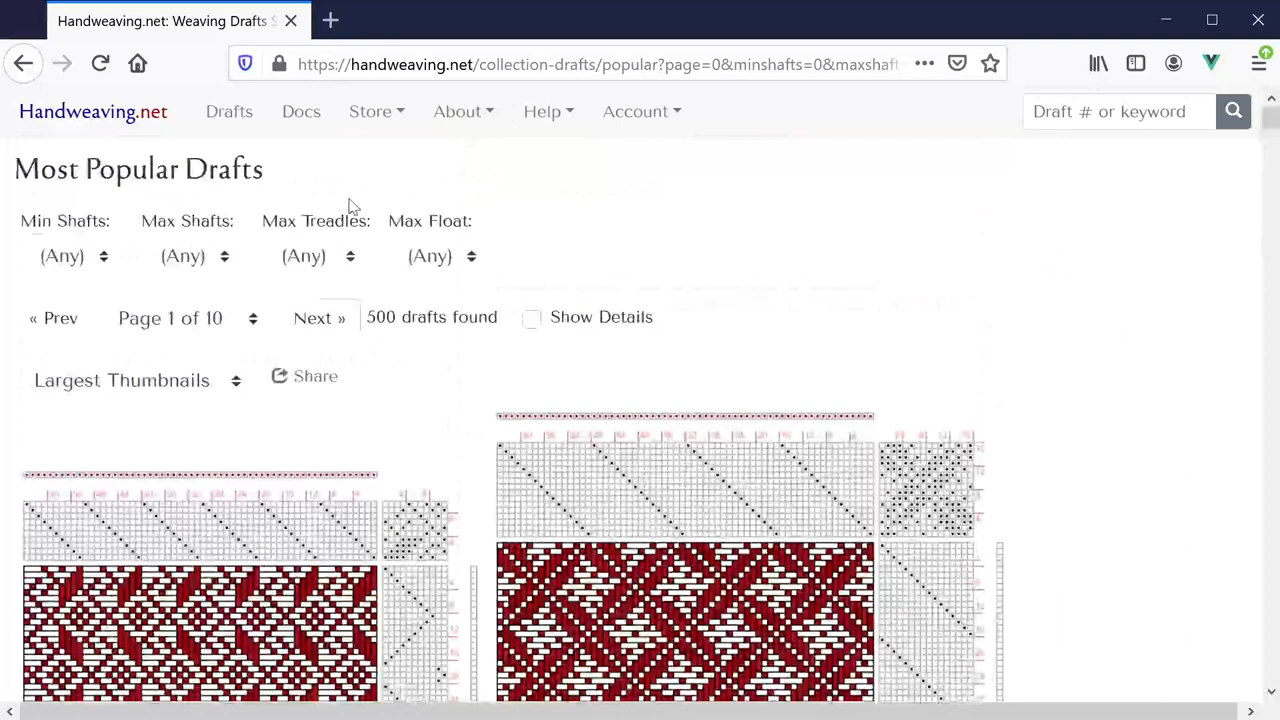 Handweaving.net: Weaving Drafts
https://handweaving.net/collection-drafts/popular?page=0&minshafts=0&maxshaft
Handweaving.net Drafts Docs Store About Help Account Draft # or keyword
Most Popular Drafts
Min Shafts: Max Shafts: Max Treadles: Max Float:
(Any) (Any) (Any) (Any)
« Prev Page 1 of 10 Next » 500 drafts found Show Details
Largest Thumbnails Share